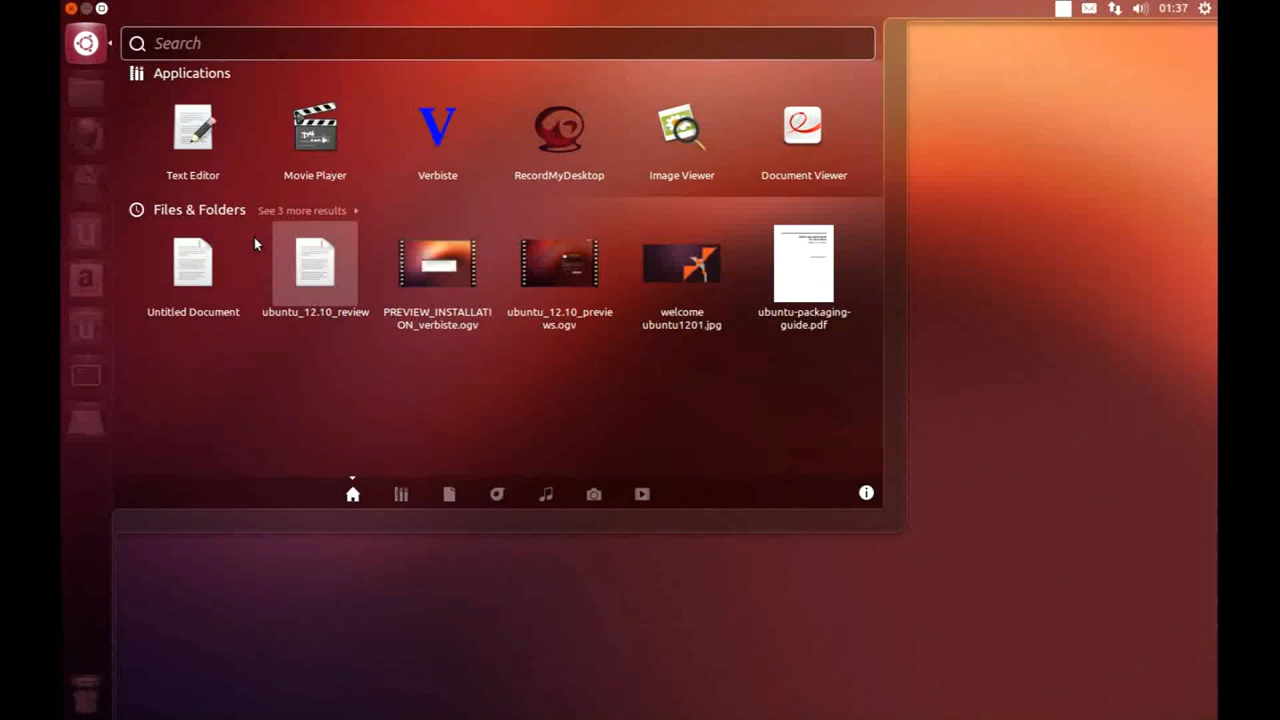 01:37
Search
Applications
Text Editor
Movie Player
Verbiste
RecordMyDesktop
Image Viewer
Document Viewer
Files & Folders
See 3 more results
Untitled Document
ubuntu_12.10_review
PREVIEW_INSTALLATI
ON_verbiste.ogv
ubuntu_12.10_previe
ws.ogv
welcome
ubuntu1201.jpg
ubuntu-packaging-
guide.pdf